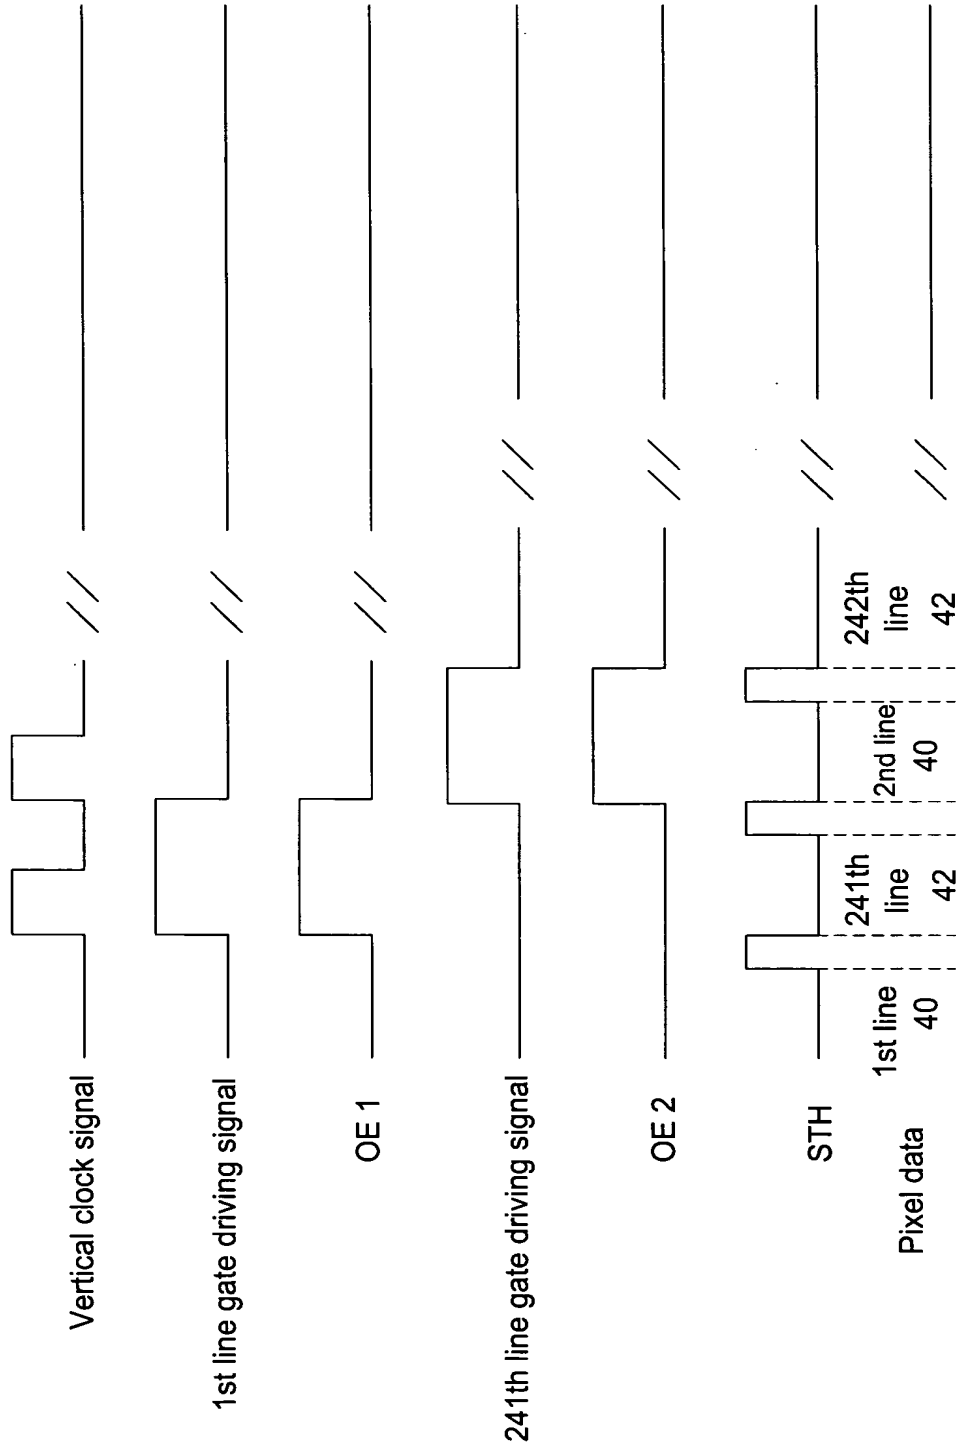 Vertical clock signal
1st line gate driving signal
OE 1
241th line gate driving signal
OE 2
STH
Pixel data
1st line
40
241th
line
42
2nd line
40
242th
line
42